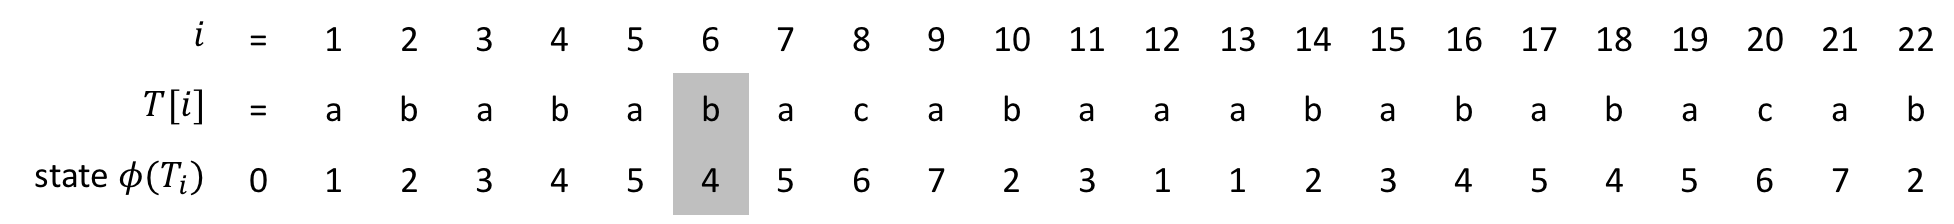 i = 1 2 3 4 5 6 7 8 9 10 11 12 13 14 15 16 17 18 19 20 21 22
T[i] = a b a b a b a c a b a a a b a b a b a c a b
state ϕ(Tᵢ) 0 1 2 3 4 5 4 5 6 7 2 3 1 1 2 3 4 5 4 5 6 7 2